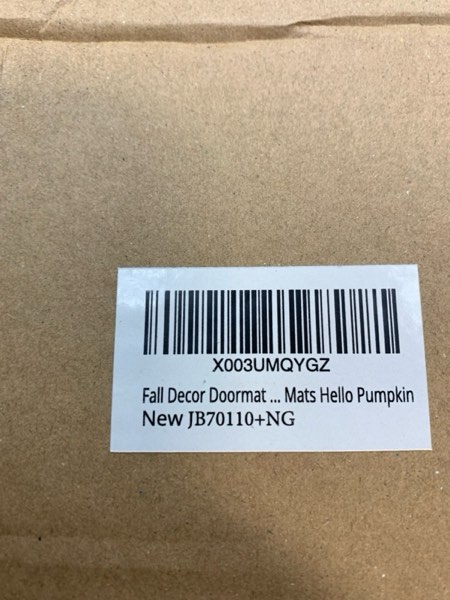 X003UMQYGZ
Fall Decor Doormat ... Mats Hello Pumpkin
New JB70110+NG